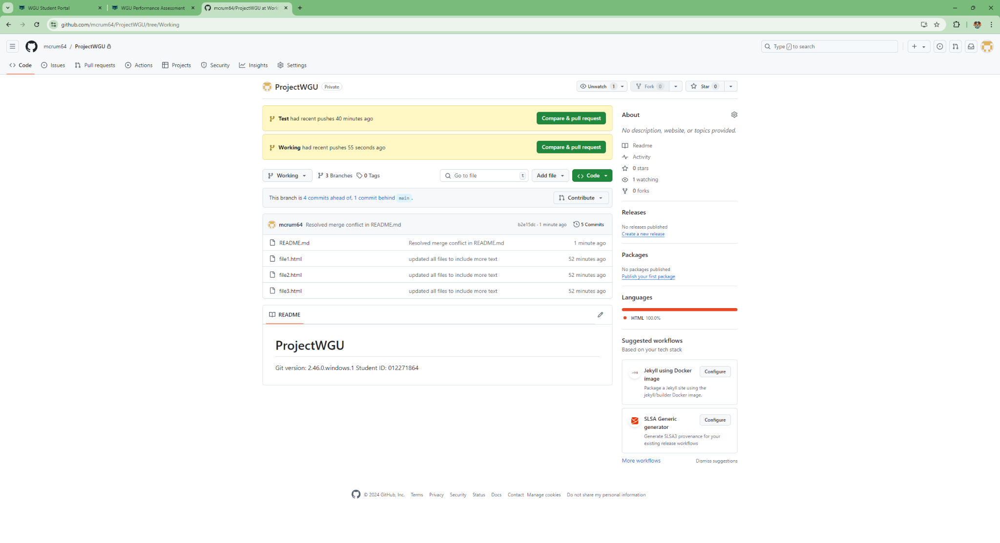 WGU Student Portal
WGU Performance Assessment
mcrum64/ProjectWGU at Work
github.com/mcrum64/ProjectWGU/tree/Working
mcrum64 / ProjectWGU
Type / to search
Code
Issues
Pull requests
Actions
Projects
Security
Insights
Settings
ProjectWGU Private
Unwatch 1
Fork 0
Star 0
Test had recent pushes 40 minutes ago
Compare & pull request
Working had recent pushes 55 seconds ago
Compare & pull request
Working
3 Branches
0 Tags
Go to file t
Add file
Code
This branch is 4 commits ahead of, 1 commit behind main.
Contribute
mcrum64 Resolved merge conflict in README.md b2e15dc · 1 minute ago 5 Commits
README.md Resolved merge conflict in README.md 1 minute ago
file1.html updated all files to include more text 52 minutes ago
file2.html updated all files to include more text 52 minutes ago
file3.html updated all files to include more text 52 minutes ago
README
ProjectWGU
Git version: 2.46.0.windows.1 Student ID: 012271864
About
No description, website, or topics provided.
Readme
Activity
0 stars
1 watching
0 forks
Releases
No releases published
Create a new release
Packages
No packages published
Publish your first package
Languages
HTML 100.0%
Suggested workflows
Based on your tech stack
Jekyll using Docker
image
Configure
Package a Jekyll site using the
jekyll/builder Docker image.
SLSA Generic
generator
Configure
Generate SLSA3 provenance for your
existing release workflows
More workflows
Dismiss suggestions
© 2024 GitHub, Inc. Terms Privacy Security Status Docs Contact Manage cookies Do not share my personal information